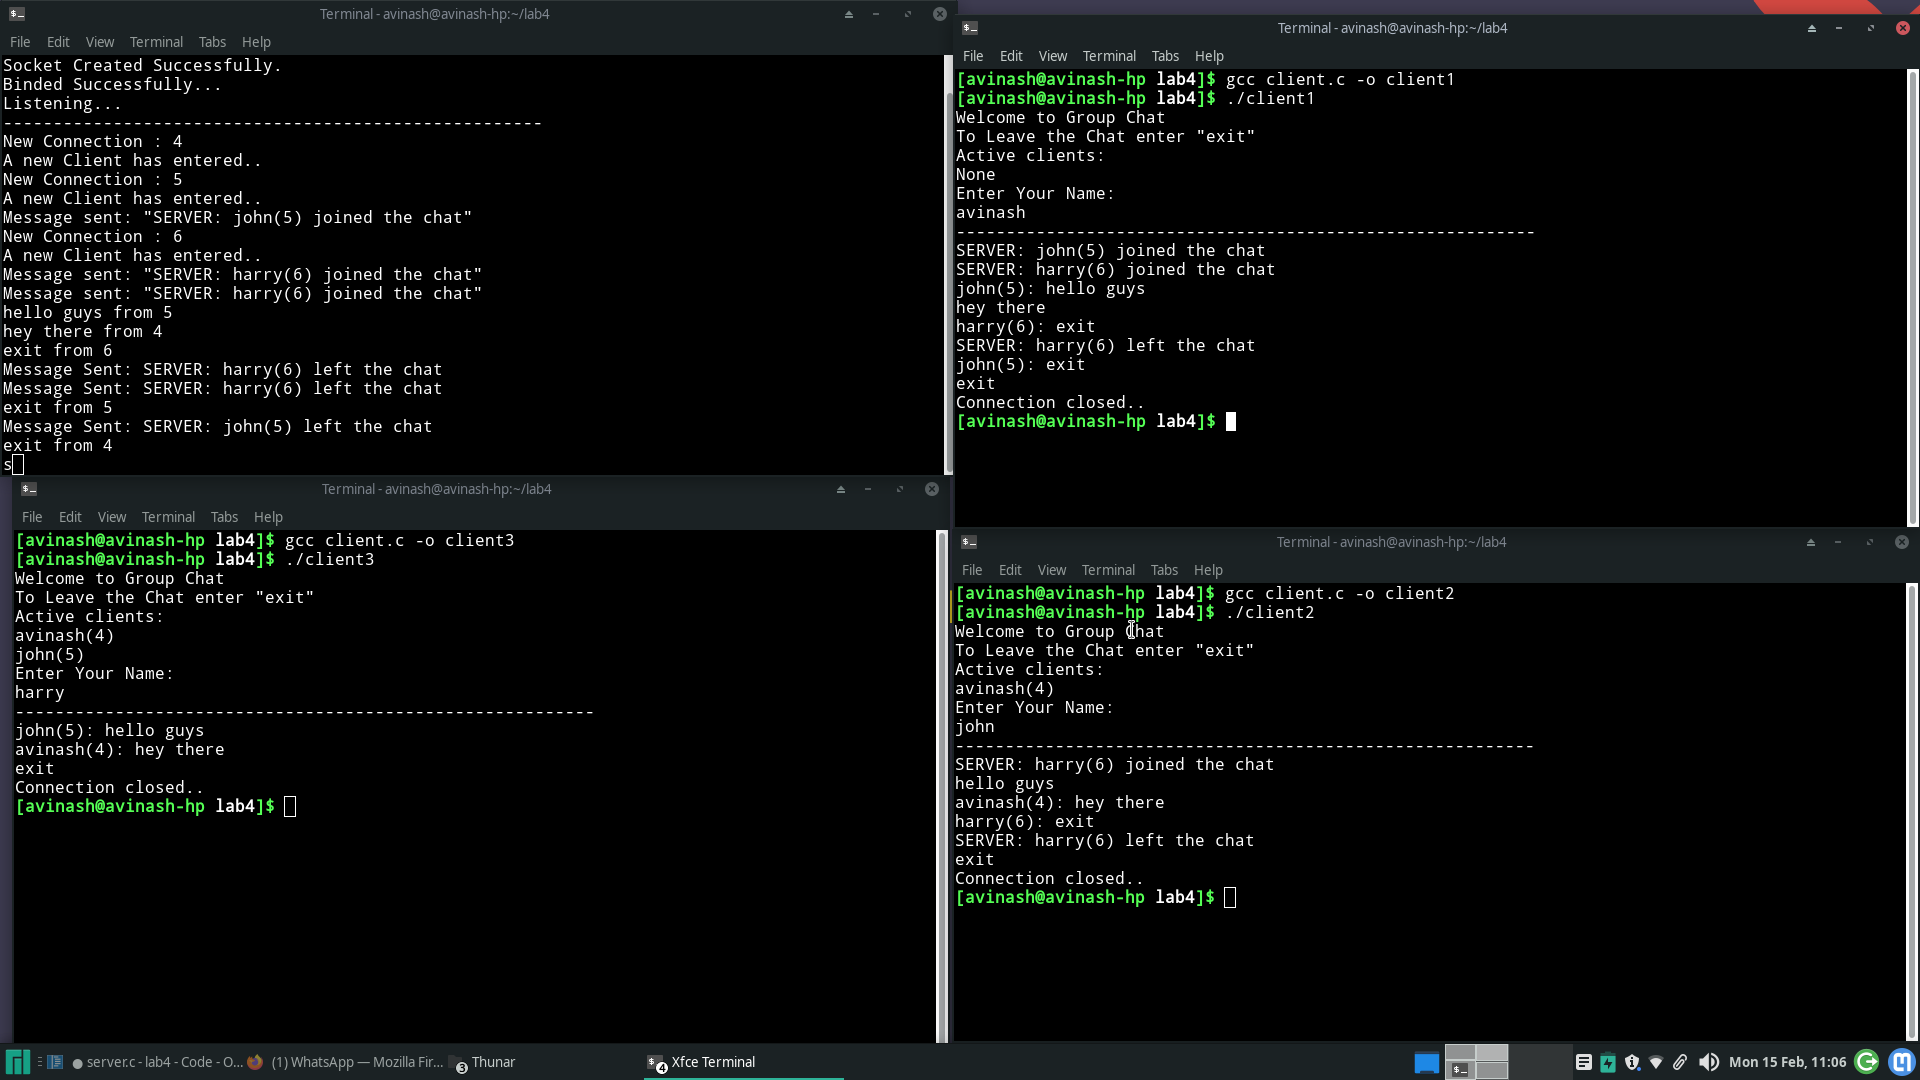 Terminal - avinash@avinash-hp:~/lab4
File Edit View Terminal Tabs Help
Socket Created Successfully.
Binded Successfully...
Listening...
------------------------------------------------------
New Connection : 4
A new Client has entered..
New Connection : 5
A new Client has entered..
Message sent: "SERVER: john(5) joined the chat"
New Connection : 6
A new Client has entered..
Message sent: "SERVER: harry(6) joined the chat"
Message sent: "SERVER: harry(6) joined the chat"
hello guys from 5
hey there from 4
exit from 6
Message Sent: SERVER: harry(6) left the chat
Message Sent: SERVER: harry(6) left the chat
exit from 5
Message Sent: SERVER: john(5) left the chat
exit from 4
s
Terminal - avinash@avinash-hp:~/lab4
File Edit View Terminal Tabs Help
[avinash@avinash-hp lab4]$ gcc client.c -o client1
[avinash@avinash-hp lab4]$ ./client1
Welcome to Group Chat
To Leave the Chat enter "exit"
Active clients:
None
Enter Your Name:
avinash
----------------------------------------------------------
SERVER: john(5) joined the chat
SERVER: harry(6) joined the chat
john(5): hello guys
hey there
harry(6): exit
SERVER: harry(6) left the chat
john(5): exit
exit
Connection closed..
[avinash@avinash-hp lab4]$
Terminal - avinash@avinash-hp:~/lab4
File Edit View Terminal Tabs Help
[avinash@avinash-hp lab4]$ gcc client.c -o client3
[avinash@avinash-hp lab4]$ ./client3
Welcome to Group Chat
To Leave the Chat enter "exit"
Active clients:
avinash(4)
john(5)
Enter Your Name:
harry
----------------------------------------------------------
john(5): hello guys
avinash(4): hey there
exit
Connection closed..
[avinash@avinash-hp lab4]$
Terminal - avinash@avinash-hp:~/lab4
File Edit View Terminal Tabs Help
[avinash@avinash-hp lab4]$ gcc client.c -o client2
[avinash@avinash-hp lab4]$ ./client2
Welcome to Group Chat
To Leave the Chat enter "exit"
Active clients:
avinash(4)
Enter Your Name:
john
----------------------------------------------------------
SERVER: harry(6) joined the chat
hello guys
avinash(4): hey there
harry(6): exit
SERVER: harry(6) left the chat
exit
Connection closed..
[avinash@avinash-hp lab4]$
● server.c - lab4 - Code - O... (1) WhatsApp — Mozilla Fir... 3 Thunar 4 Xfce Terminal Mon 15 Feb, 11:06